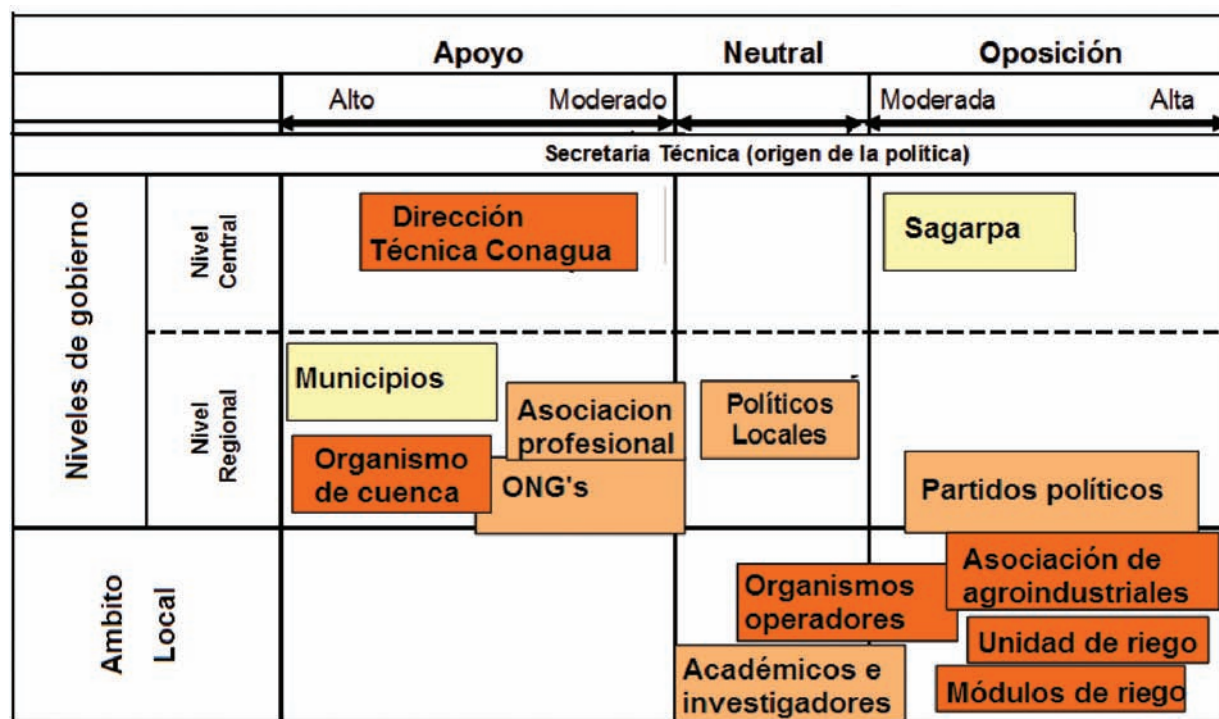 Apoyo Neutral Oposición
Alto Moderado Moderada Alta
Secretaria Técnica (origen de la política)
Niveles de gobierno
Nivel
Central
Dirección
Técnica Conagua
Sagarpa
Nivel
Regional
Municipios
Asociacion
profesional
Políticos
Locales
Organismo
de cuenca
ONG's
Partidos políticos
Ambito
Local
Organismos
operadores
Asociación de
agroindustriales
Unidad de riego
Académicos e
investigadores
Módulos de riego